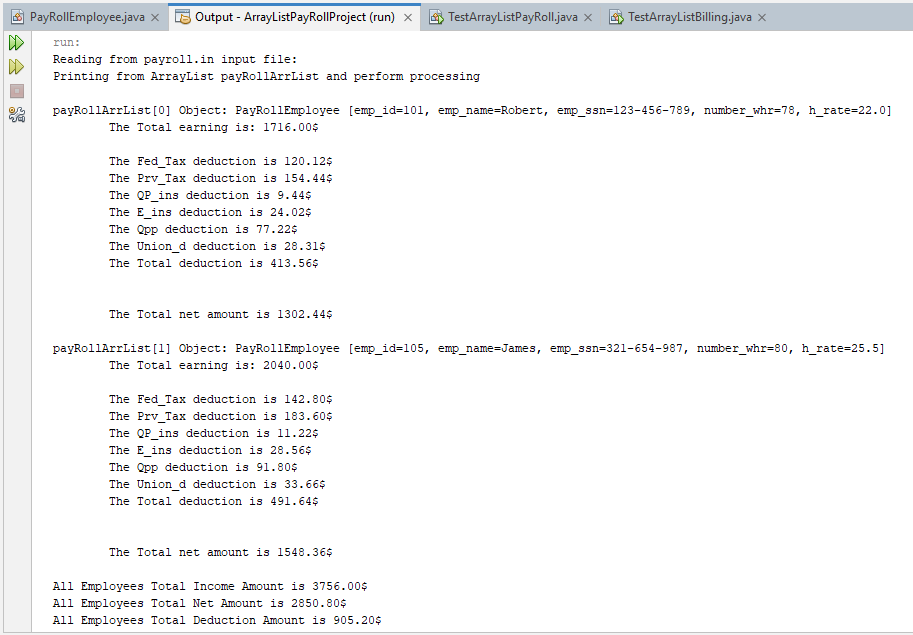 PayRollEmployee.java
Output - ArrayListPayRollProject (run)
TestArrayListPayRoll.java
TestArrayListBilling.java
run:
Reading from payroll.in input file:
Printing from ArrayList payRollArrList and perform processing
payRollArrList[0] Object: PayRollEmployee [emp_id=101, emp_name=Robert, emp_ssn=123-456-789, number_whr=78, h_rate=22.0]
The Total earning is: 1716.00$
The Fed_Tax deduction is 120.12$
The Prv_Tax deduction is 154.44$
The QP_ins deduction is 9.44$
The E_ins deduction is 24.02$
The Qpp deduction is 77.22$
The Union_d deduction is 28.31$
The Total deduction is 413.56$
The Total net amount is 1302.44$
payRollArrList[1] Object: PayRollEmployee [emp_id=105, emp_name=James, emp_ssn=321-654-987, number_whr=80, h_rate=25.5]
The Total earning is: 2040.00$
The Fed_Tax deduction is 142.80$
The Prv_Tax deduction is 183.60$
The QP_ins deduction is 11.22$
The E_ins deduction is 28.56$
The Qpp deduction is 91.80$
The Union_d deduction is 33.66$
The Total deduction is 491.64$
The Total net amount is 1548.36$
All Employees Total Income Amount is 3756.00$
All Employees Total Net Amount is 2850.80$
All Employees Total Deduction Amount is 905.20$